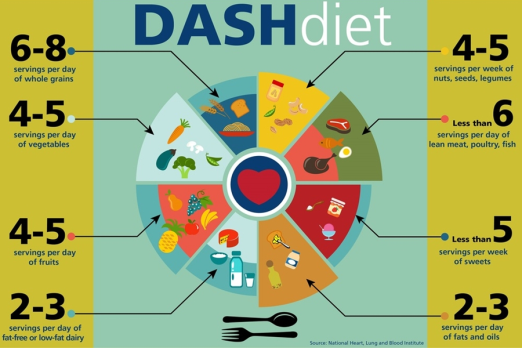 DASHdiet
6-8
servings per day
of whole grains
4-5
servings per day
of vegetables
4-5
servings per day
of fruits
2-3
servings per day of
fat-free or low-fat dairy
4-5
servings per week of
nuts, seeds, legumes
Less than 6
servings per day of
lean meat, poultry, fish
Less than 5
servings per week
of sweets
2-3
servings per day
of fats and oils
Source: National Heart, Lung and Blood Institute